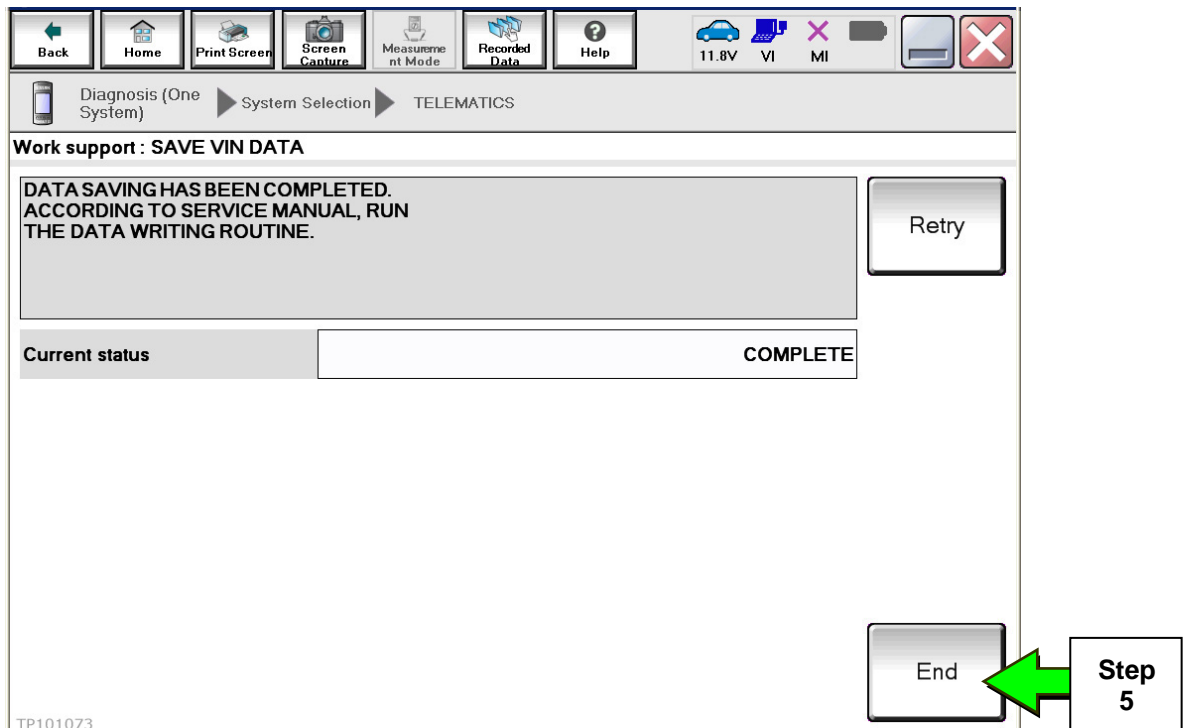 Back
Home
Print Screen
Screen
Capture
Measureme
nt Mode
Recorded
Data
?
Help
11.8V
VI
MI
Diagnosis (One
System)
System Selection
TELEMATICS
Work support : SAVE VIN DATA
DATA SAVING HAS BEEN COMPLETED.
ACCORDING TO SERVICE MANUAL, RUN
THE DATA WRITING ROUTINE.
Retry
Current status
COMPLETE
End
Step
5
TP101073